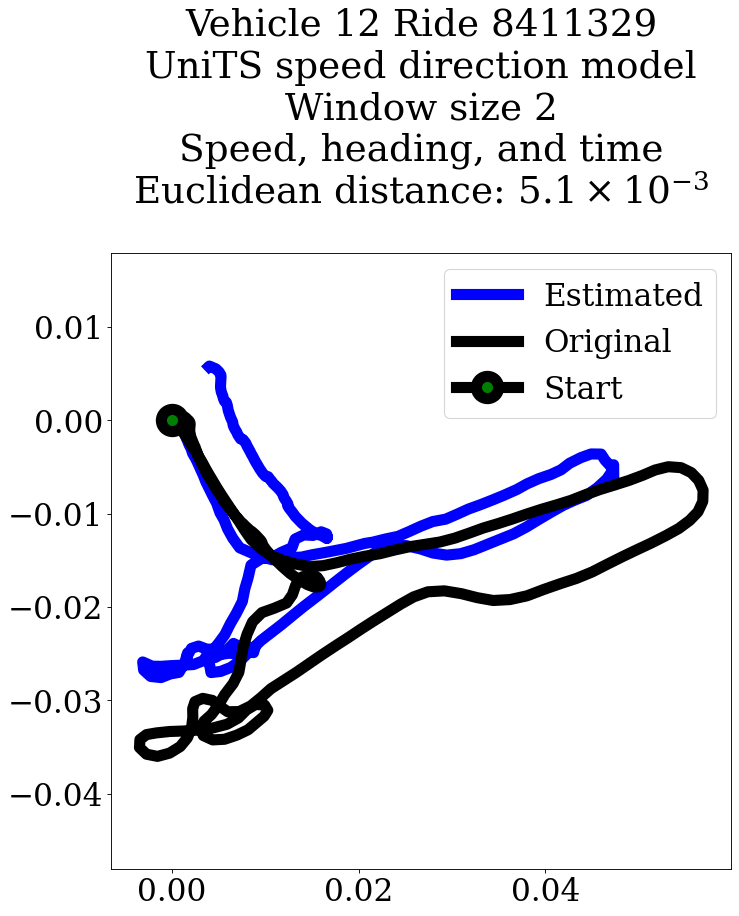 Vehicle 12 Ride 8411329
UniTS speed direction model
Window size 2
Speed, heading, and time
Euclidean distance: 5.1 × 10⁻³
Estimated
Original
Start
0.01
0.00
−0.01
−0.02
−0.03
−0.04
0.00 0.02 0.04